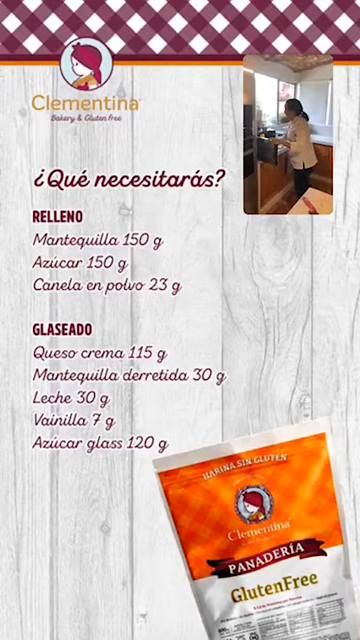 Clementina
Bakery & Gluten free
¿Qué necesitarás?
RELLENO
Mantequilla 150 g
Azúcar 150 g
Canela en polvo 23 g
GLASEADO
Queso crema 115 g
Mantequilla derretida 30 g
Leche 30 g
Vainilla 7 g
Azúcar glass 120 g
HARINA SIN GLUTEN
Clementina
PANADERÍA
GlutenFree